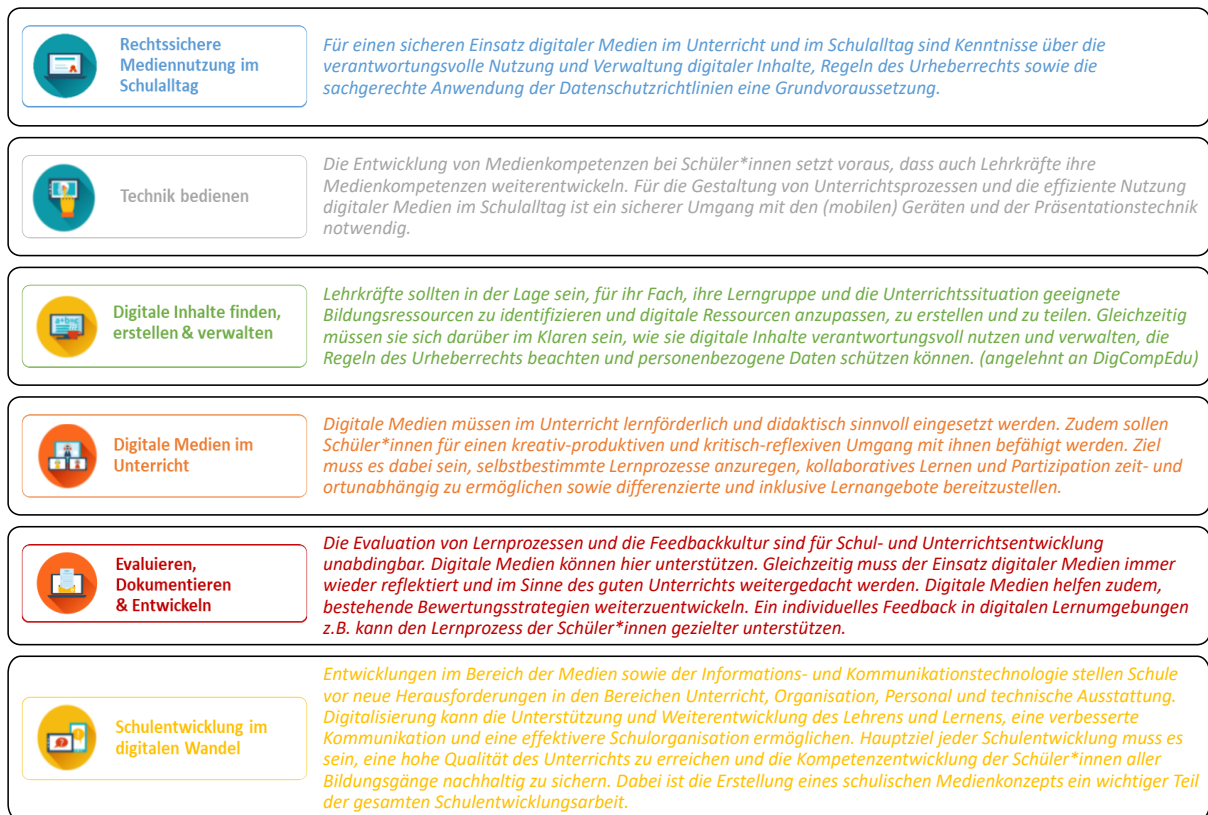 Rechtssichere
Mediennutzung im
Schulalltag
Für einen sicheren Einsatz digitaler Medien im Unterricht und im Schulalltag sind Kenntnisse über die
verantwortungsvolle Nutzung und Verwaltung digitaler Inhalte, Regeln des Urheberrechts sowie die
sachgerechte Anwendung der Datenschutzrichtlinien eine Grundvoraussetzung.
Technik bedienen
Die Entwicklung von Medienkompetenzen bei Schüler*innen setzt voraus, dass auch Lehrkräfte ihre
Medienkompetenzen weiterentwickeln. Für die Gestaltung von Unterrichtsprozessen und die effiziente Nutzung
digitaler Medien im Schulalltag ist ein sicherer Umgang mit den (mobilen) Geräten und der Präsentationstechnik
notwendig.
Digitale Inhalte finden,
erstellen & verwalten
Lehrkräfte sollten in der Lage sein, für ihr Fach, ihre Lerngruppe und die Unterrichtssituation geeignete
Bildungsressourcen zu identifizieren und digitale Ressourcen anzupassen, zu erstellen und zu teilen. Gleichzeitig
müssen sie sich darüber im Klaren sein, wie sie digitale Inhalte verantwortungsvoll nutzen und verwalten, die
Regeln des Urheberrechts beachten und personenbezogene Daten schützen können. (angelehnt an DigCompEdu)
Digitale Medien im
Unterricht
Digitale Medien müssen im Unterricht lernförderlich und didaktisch sinnvoll eingesetzt werden. Zudem sollen
Schüler*innen für einen kreativ-produktiven und kritisch-reflexiven Umgang mit ihnen befähigt werden. Ziel
muss es dabei sein, selbstbestimmte Lernprozesse anzuregen, kollaboratives Lernen und Partizipation zeit- und
ortunabhängig zu ermöglichen sowie differenzierte und inklusive Lernangebote bereitzustellen.
Evaluieren,
Dokumentieren
& Entwickeln
Die Evaluation von Lernprozessen und die Feedbackkultur sind für Schul- und Unterrichtsentwicklung
unabdingbar. Digitale Medien können hier unterstützen. Gleichzeitig muss der Einsatz digitaler Medien immer
wieder reflektiert und im Sinne des guten Unterrichts weitergedacht werden. Digitale Medien helfen zudem,
bestehende Bewertungsstrategien weiterzuentwickeln. Ein individuelles Feedback in digitalen Lernumgebungen
z.B. kann den Lernprozess der Schüler*innen gezielter unterstützen.
Schulentwicklung im
digitalen Wandel
Entwicklungen im Bereich der Medien sowie der Informations- und Kommunikationstechnologie stellen Schule
vor neue Herausforderungen in den Bereichen Unterricht, Organisation, Personal und technische Ausstattung.
Digitalisierung kann die Unterstützung und Weiterentwicklung des Lehrens und Lernens, eine verbesserte
Kommunikation und eine effektivere Schulorganisation ermöglichen. Hauptziel jeder Schulentwicklung muss es
sein, eine hohe Qualität des Unterrichts zu erreichen und die Kompetenzentwicklung der Schüler*innen aller
Bildungsgänge nachhaltig zu sichern. Dabei ist die Erstellung eines schulischen Medienkonzepts ein wichtiger Teil
der gesamten Schulentwicklungsarbeit.